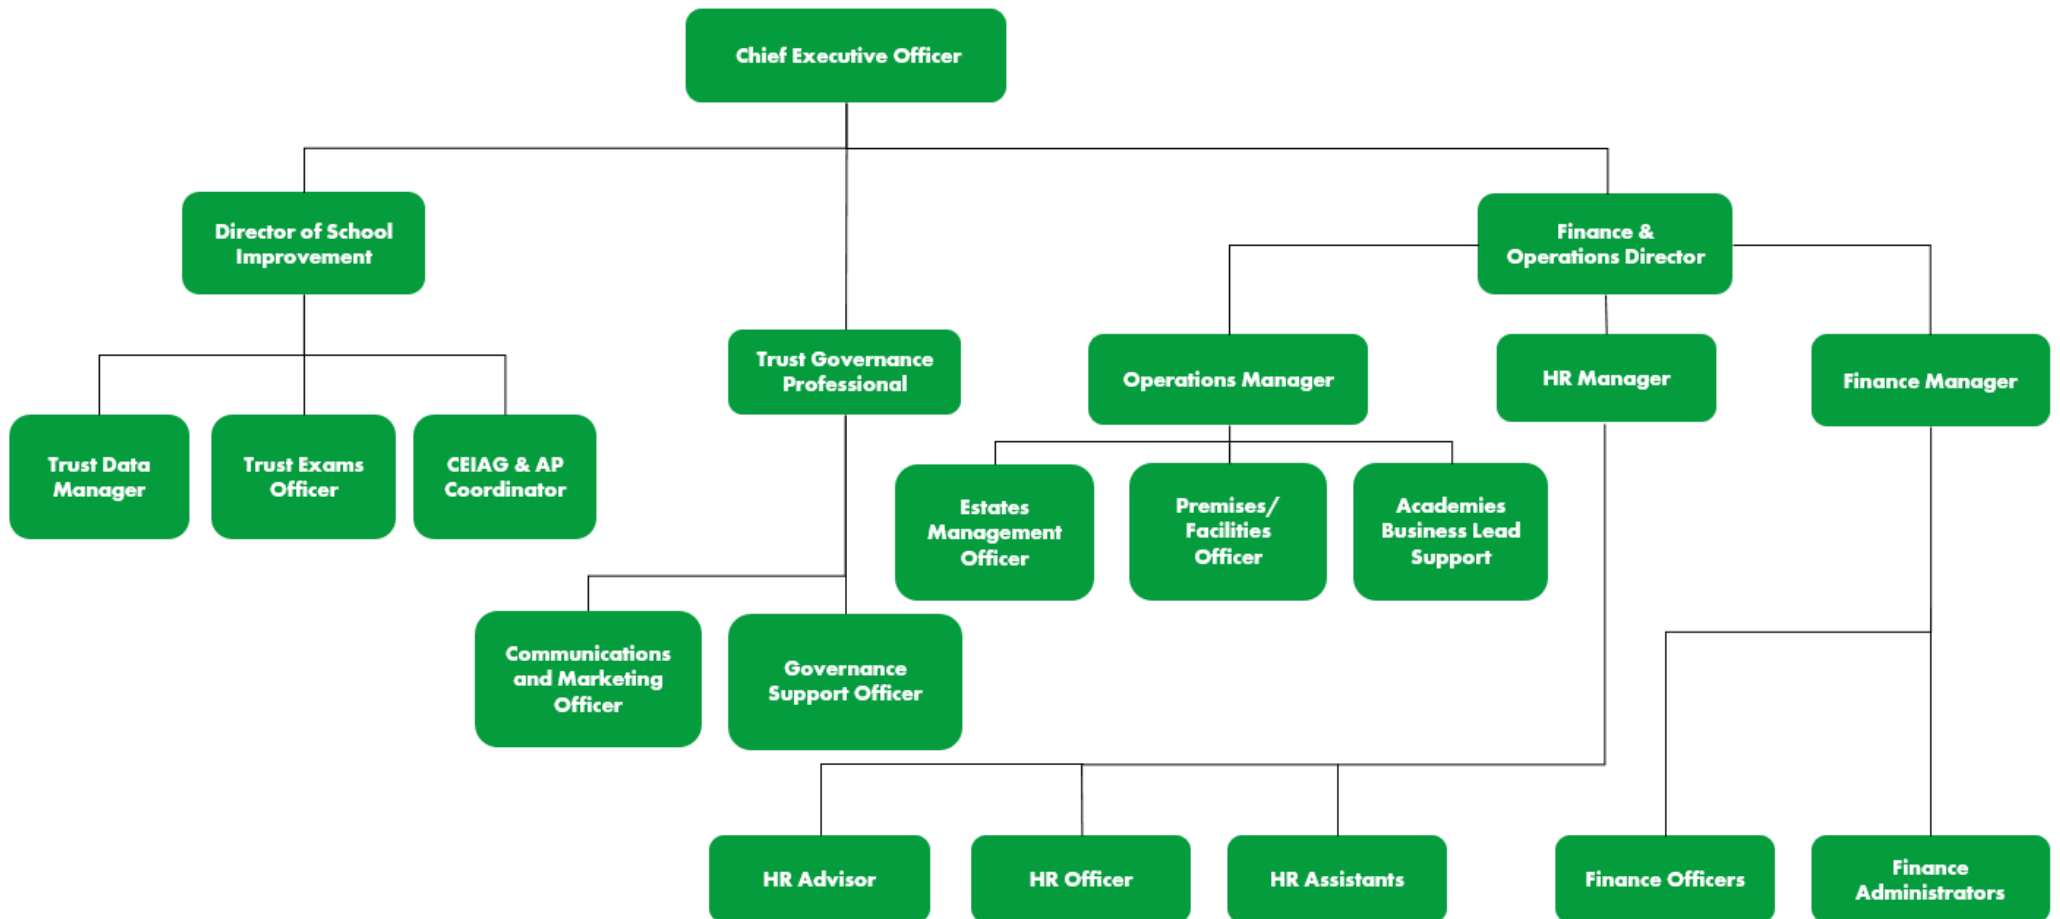 Chief Executive Officer
Director of School
Improvement
Finance &
Operations Director
Trust Governance
Professional
Operations Manager
HR Manager
Finance Manager
Trust Data
Manager
Trust Exams
Officer
CEIAG & AP
Coordinator
Estates
Management
Officer
Premises/
Facilities
Officer
Academies
Business Lead
Support
Communications
and Marketing
Officer
Governance
Support Officer
HR Advisor
HR Officer
HR Assistants
Finance Officers
Finance
Administrators